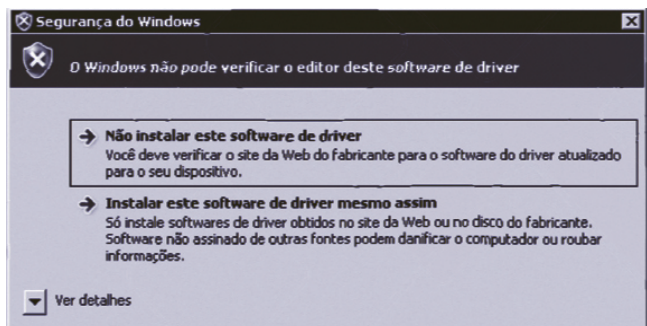 Segurança do Windows
O Windows não pode verificar o editor deste software de driver
Não instalar este software de driver
Você deve verificar o site da Web do fabricante para o software do driver atualizado
para o seu dispositivo.
Instalar este software de driver mesmo assim
Só instale softwares de driver obtidos no site da Web ou no disco do fabricante.
Software não assinado de outras fontes podem danificar o computador ou roubar
informações.
Ver detalhes